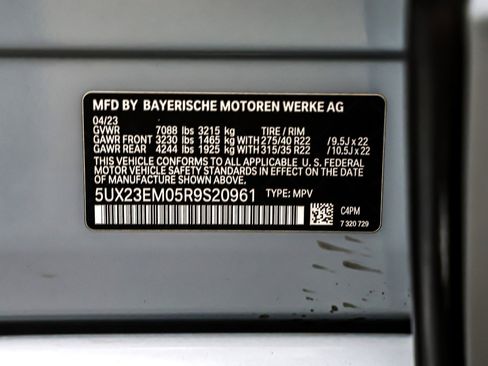 MFD BY BAYERISCHE MOTOREN WERKE AG
04/23
GVWR 7088 lbs 3215 kg TIRE / RIM
GAWR FRONT 3230 lbs 1465 kg 275/40 R22 /9.5J x 22
GAWR REAR 4244 lbs 1925 kg 315/35 R22 /10.5J x 22
THIS VEHICLE CONFORMS TO ALL APPLICABLE U. S. FEDERAL
MOTOR VEHICLE SAFETY STANDARDS IN EFFECT ON THE DATE
OF MANUFACTURE SHOWN ABOVE.
5UX23EM05R9S20961 TYPE: MPV
C4PM
7 320 729